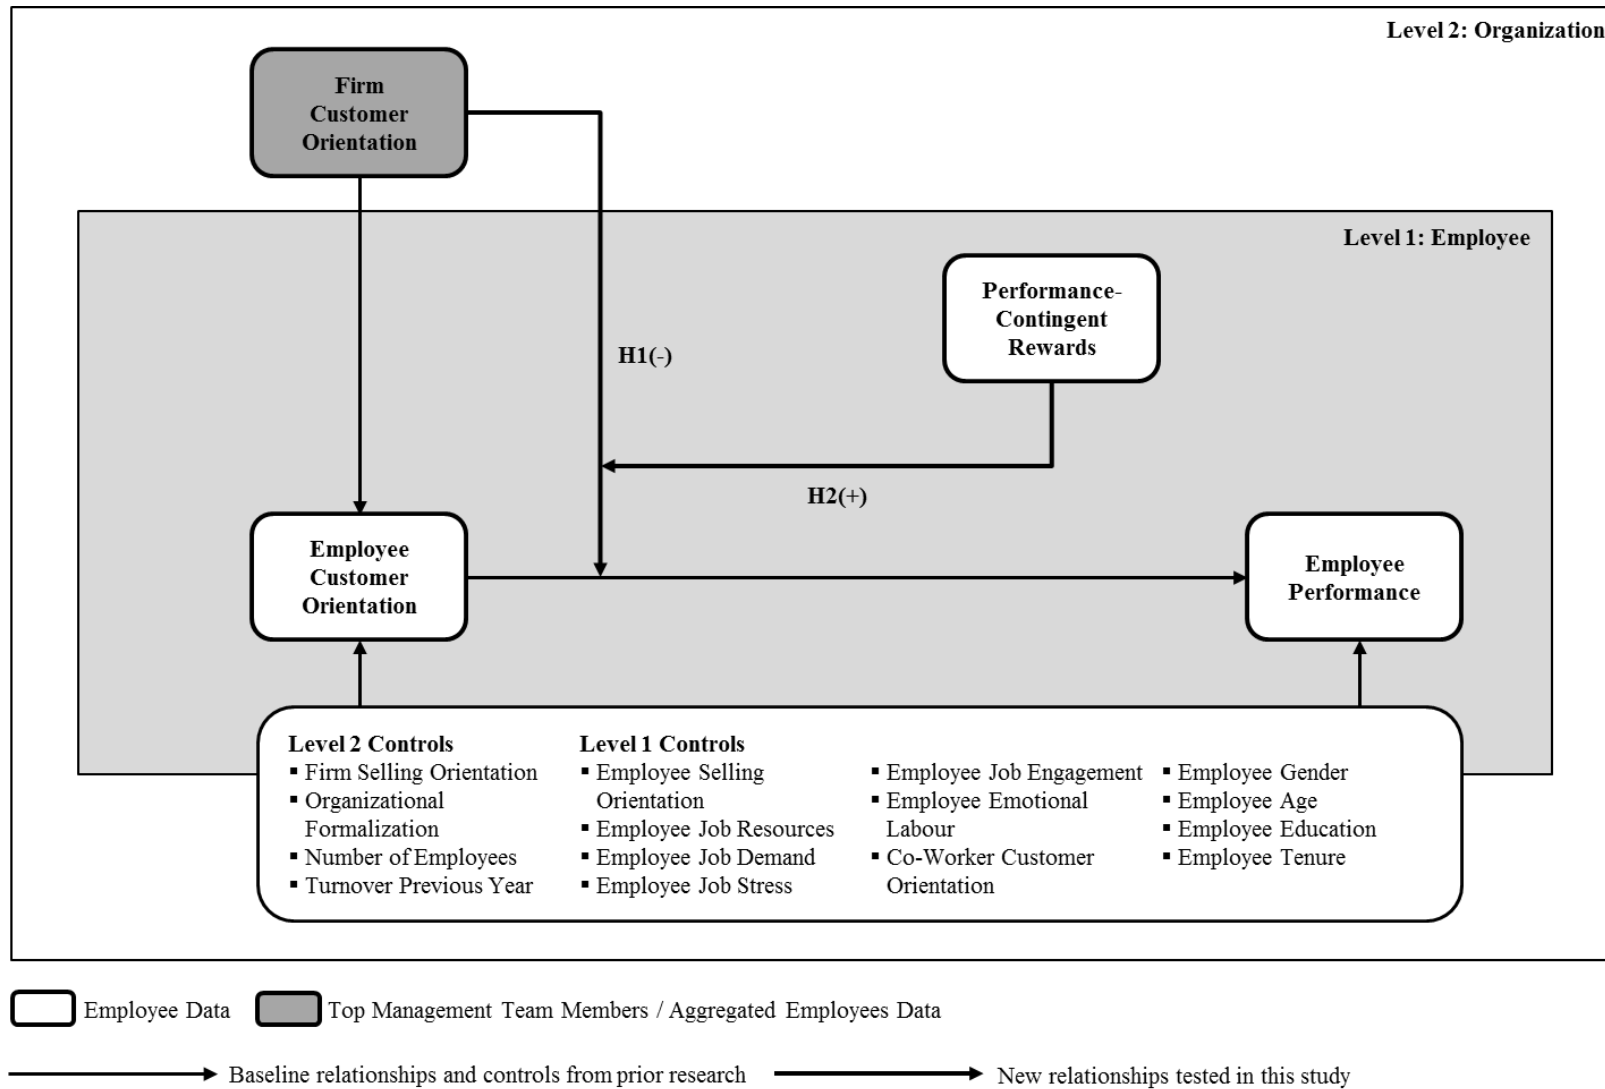 Level 2: Organization
Firm
Customer
Orientation
Level 1: Employee
Performance-
Contingent
Rewards
H1(-)
H2(+)
Employee
Customer
Orientation
Employee
Performance
Level 2 Controls
▪ Firm Selling Orientation
▪ Organizational
Formalization
▪ Number of Employees
▪ Turnover Previous Year
Level 1 Controls
▪ Employee Selling
Orientation
▪ Employee Job Resources
▪ Employee Job Demand
▪ Employee Job Stress
▪ Employee Job Engagement
▪ Employee Emotional
Labour
▪ Co-Worker Customer
Orientation
▪ Employee Gender
▪ Employee Age
▪ Employee Education
▪ Employee Tenure
Employee Data
Top Management Team Members / Aggregated Employees Data
Baseline relationships and controls from prior research
New relationships tested in this study